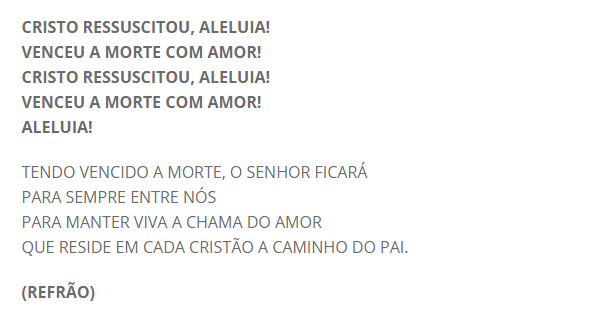 CRISTO RESSUSCITOU, ALELUIA!
VENCEU A MORTE COM AMOR!
CRISTO RESSUSCITOU, ALELUIA!
VENCEU A MORTE COM AMOR!
ALELUIA!
TENDO VENCIDO A MORTE, O SENHOR FICARÁ
PARA SEMPRE ENTRE NÓS
PARA MANTER VIVA A CHAMA DO AMOR
QUE RESIDE EM CADA CRISTÃO A CAMINHO DO PAI.
(REFRÃO)